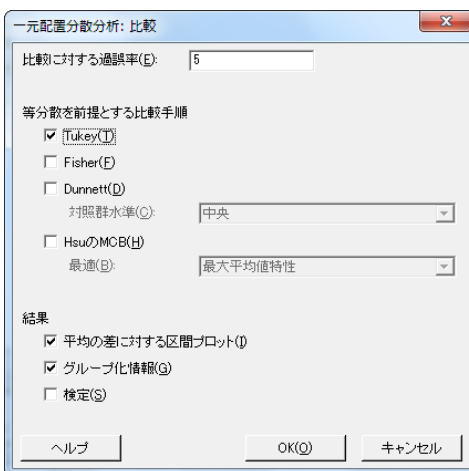 一元配置分散分析: 比較
比較に対する過誤率(E): 5
等分散を前提とする比較手順
Tukey(T)
Fisher(F)
Dunnett(D)
対照群水準(C): 中央
HsuのMCB(H)
最適(B): 最大平均値特性
結果
平均の差に対する区間プロット(I)
グループ化情報(G)
検定(S)
ヘルプ OK(O) キャンセル